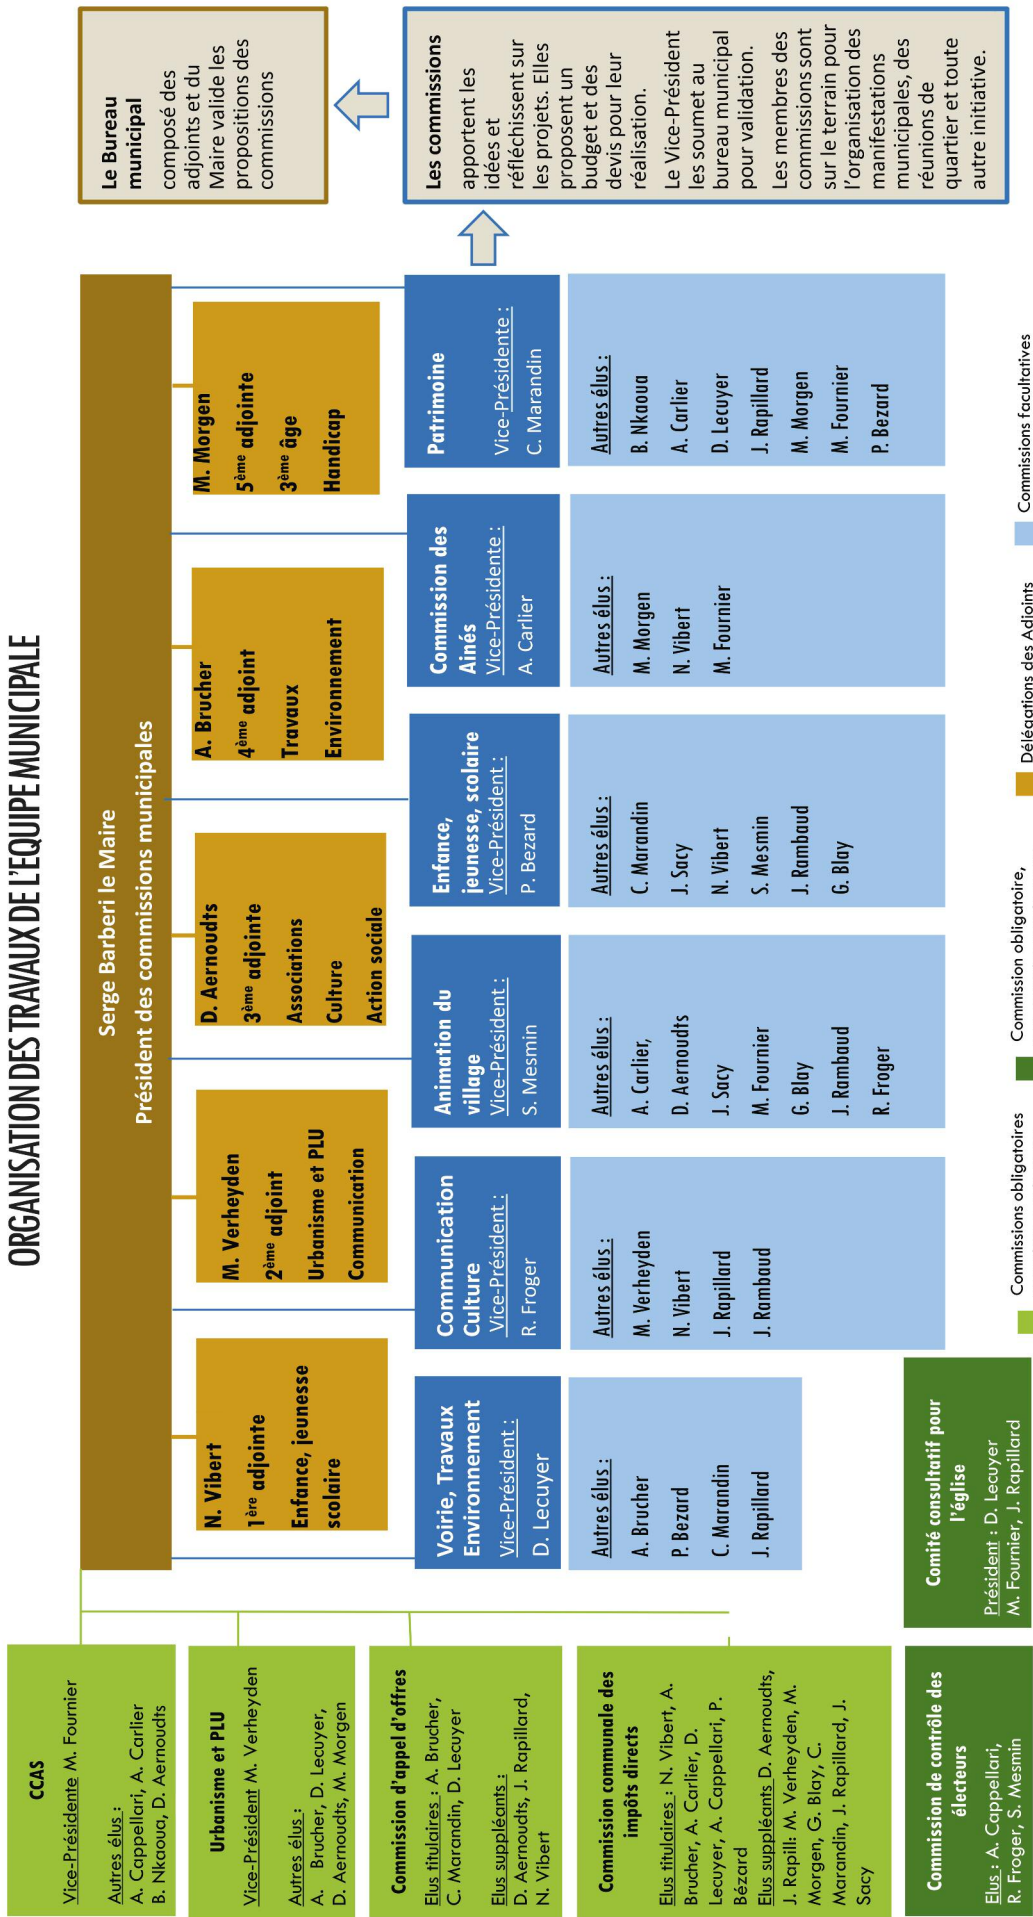 ORGANISATION DES TRAVAUX DE L'EQUIPE MUNICIPALE
CCAS
Vice-Présidente M. Fournier
Autres élus :
A. Cappellari, A. Carlier
B. Nkaoua, D. Aernoudts
Urbanisme et PLU
Vice-Président M. Verheyden
Autres élus :
A. Brucher, D. Lecuyer,
D. Aernoudts, M. Morgen
Commission d'appel d'offres
Elus titulaires : A. Brucher,
C. Marandin, D. Lecuyer
Elus suppléants :
D. Aernoudts, J. Rapillard,
N. Vibert
Commission communale des
impôts directs
Elus titulaires : N. Vibert, A.
Brucher, A. Carlier, D.
Lecuyer, A. Cappellari, P.
Bézard
Elus suppléants D. Aernoudts,
J. Rapill: M. Verheyden, M.
Morgen, G. Blay, C.
Marandin, J. Rapillard, J.
Sacy
Commission de contrôle des
électeurs
Elus : A. Cappellari,
R. Froger, S. Mesmin
Comité consultatif pour
l'église
Président : D. Lecuyer
M. Fournier, J. Rapillard
Serge Barberi le Maire
Président des commissions municipales
N. Vibert
1ère adjointe
Enfance, jeunesse
scolaire
M. Verheyden
2ème adjoint
Urbanisme et PLU
Communication
D. Aernoudts
3ème adjointe
Associations
Culture
Action sociale
A. Brucher
4ème adjoint
Travaux
Environnement
M. Morgen
5ème adjointe
3ème âge
Handicap
Voirie, Travaux
Environnement
Vice-Président :
D. Lecuyer
Autres élus :
A. Brucher
P. Bezard
C. Marandin
J. Rapillard
Communication
Culture
Vice-Président :
R. Froger
Autres élus :
M. Verheyden
N. Vibert
J. Rapillard
J. Rambaud
Animation du
village
Vice-Président :
S. Mesmin
Autres élus :
A. Carlier,
D. Aernoudts
J. Sacy
M. Fournier
G. Blay
J. Rambaud
R. Froger
Enfance,
jeunesse, scolaire
Vice-Président :
P. Bezard
Autres élus :
C. Marandin
J. Sacy
N. Vibert
S. Mesmin
J. Rambaud
G. Blay
Commission des
Ainés
Vice-Présidente :
A. Carlier
Autres élus :
M. Morgen
N. Vibert
M. Fournier
Patrimoine
Vice-Présidente :
C. Marandin
Autres élus :
B. Nkaoua
A. Carlier
D. Lecuyer
J. Rapillard
M. Morgen
M. Fournier
P. Bezard
Le Bureau
municipal
composé des
adjoints et du
Maire valide les
propositions des
commissions
Les commissions
apportent les
idées et
réfléchissent sur
les projets. Elles
proposent un
budget et des
devis pour leur
réalisation.
Le Vice-Président
les soumet au
bureau municipal
pour validation.
Les membres des
commissions sont
sur le terrain pour
l'organisation des
manifestations
municipales, des
réunions de
quartier et toute
autre initiative.
Commissions obligatoires
Commission obligatoire,
Délégations des Adjoints
Commissions facultatives